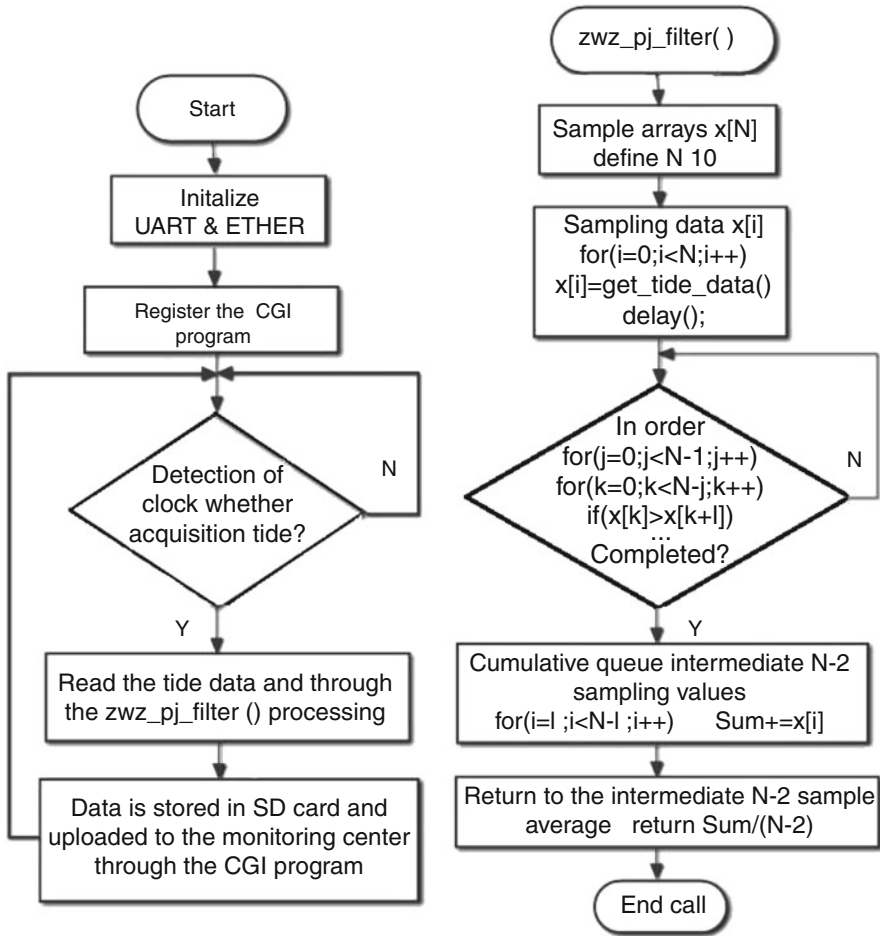 Start
Initalize
UART & ETHER
Register the CGI
program
Detection of
clock whether
acquisition tide?
N
Y
Read the tide data and through
the zwz_pj_filter () processing
Data is stored in SD card and
uploaded to the monitoring center
through the CGI program
zwz_pj_filter( )
Sample arrays x[N]
define N 10
Sampling data x[i]
for(i=0;i<N;i++)
x[i]=get_tide_data()
delay();
In order
for(j=0;j<N-1;j++)
for(k=0;k<N-j;k++)
if(x[k]>x[k+l])
...
Completed?
N
Y
Cumulative queue intermediate N-2
sampling values
for(i=l ;i<N-l ;i++) Sum+=x[i]
Return to the intermediate N-2 sample
average return Sum/(N-2)
End call